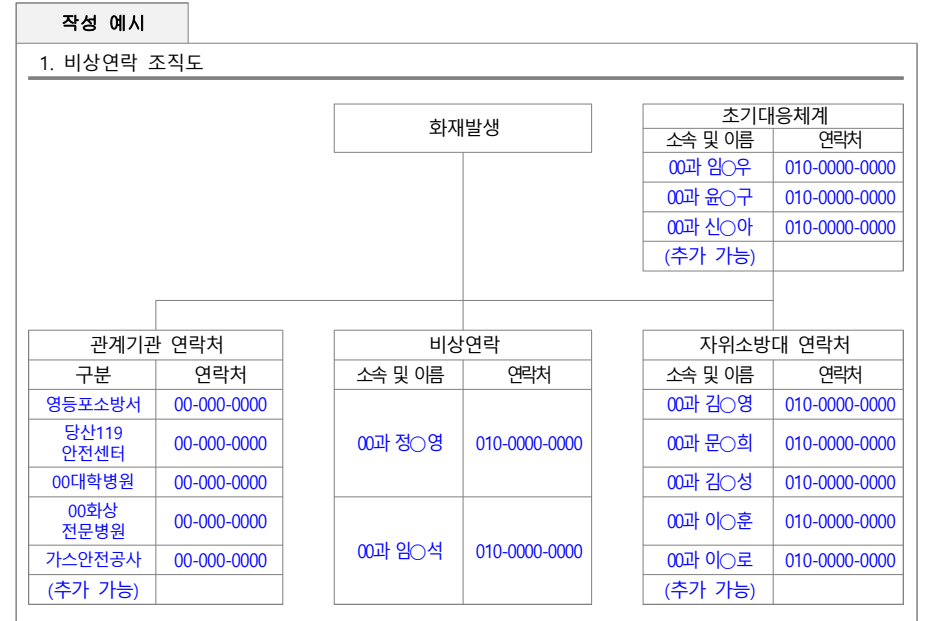 작성 예시
1. 비상연락 조직도
화재발생
초기대응체계
소속 및 이름 연락처
00과 임○우 010-0000-0000
00과 윤○구 010-0000-0000
00과 신○아 010-0000-0000
(추가 가능)
관계기관 연락처
구분 연락처
영등포소방서 00-000-0000
당산119
안전센터 00-000-0000
00대학병원 00-000-0000
00화상
전문병원 00-000-0000
가스안전공사 00-000-0000
(추가 가능)
비상연락
소속 및 이름 연락처
00과 정○영 010-0000-0000
00과 임○석 010-0000-0000
자위소방대 연락처
소속 및 이름 연락처
00과 김○영 010-0000-0000
00과 문○희 010-0000-0000
00과 김○성 010-0000-0000
00과 이○훈 010-0000-0000
00과 이○로 010-0000-0000
(추가 가능)